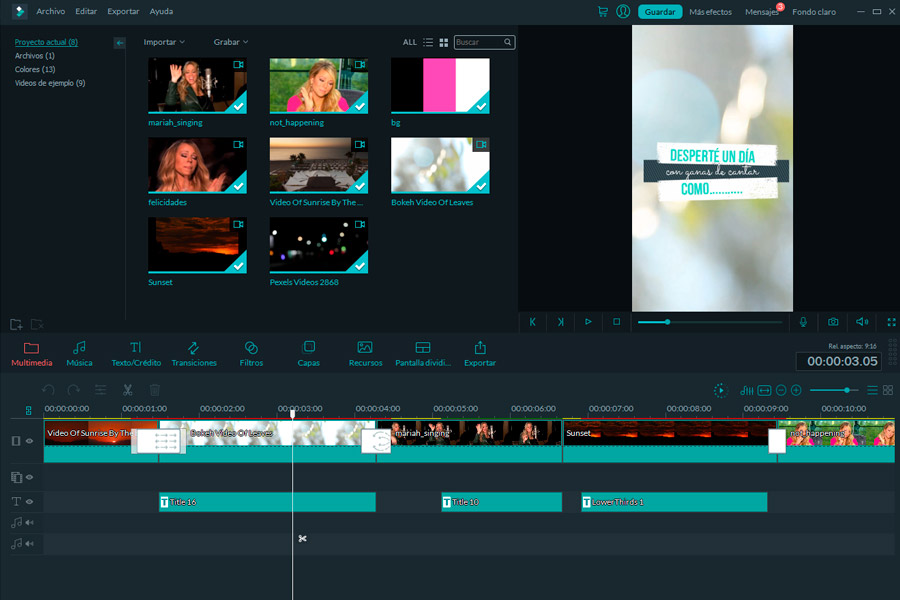 Archivo Editar Exportar Ayuda
Guardar Más efectos Mensajes 3 Fondo claro
Proyecto actual (8)
Archivos (1)
Colores (13)
Videos de ejemplo (9)
Importar Grabar ALL Buscar
mariah_singing not_happening bg
felicidades Video Of Sunrise By The ... Bokeh Video Of Leaves
Sunset Pexels Videos 2868
DESPERTÉ UN DÍA
con ganas de cantar
COMO...........
Multimedia Música Texto/Crédito Transiciones Filtros Capas Recursos Pantalla dividi... Exportar
Rel. aspecto: 9:16
00:00:03.05
00:00:00:00 00:00:01:00 00:00:02:00 00:00:03:00 00:00:04:00 00:00:05:00 00:00:06:00 00:00:07:00 00:00:08:00 00:00:09:00 00:00:10:00
Video Of Sunrise By The Bokeh Video Of Leaves mariah_singing Sunset not_happening
T T Title 16 T Title 10 T Lower Thirds 1